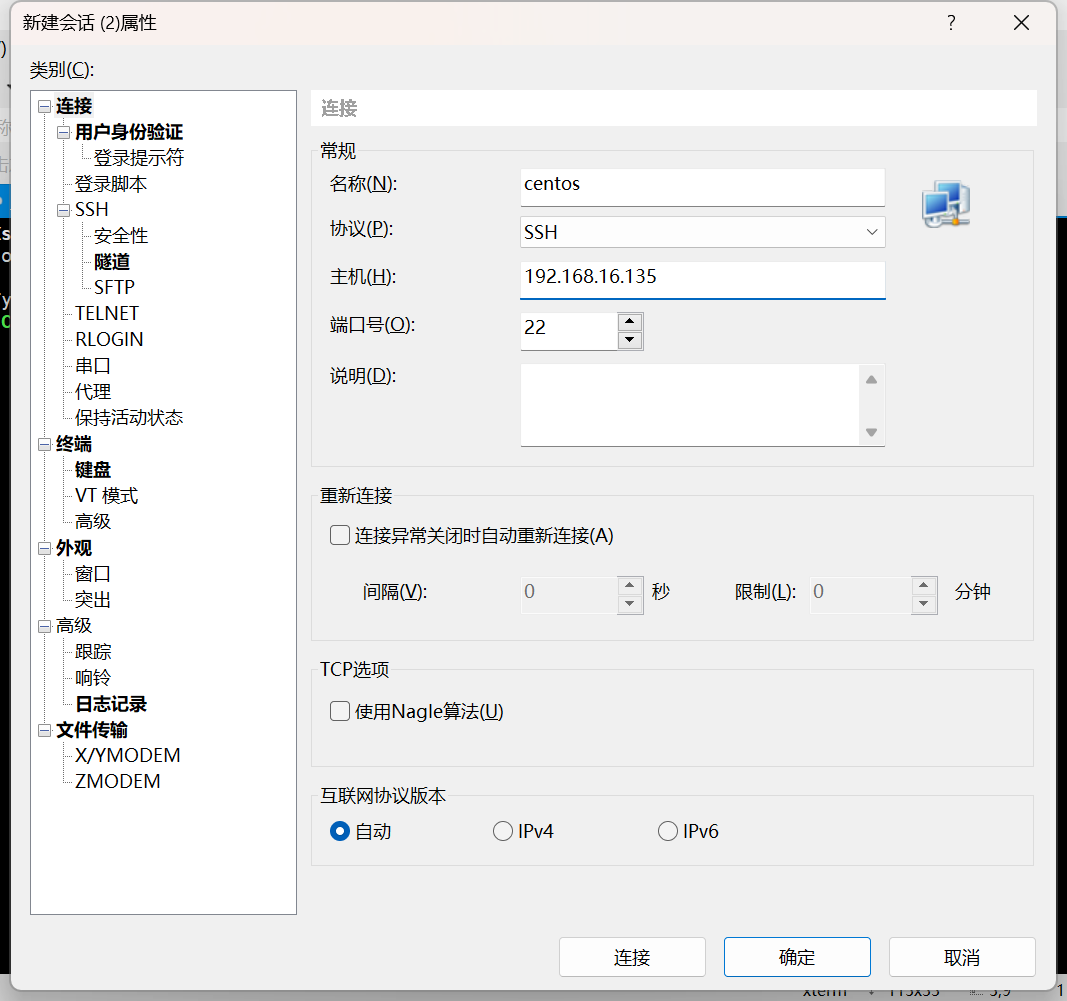 新建会话 (2)属性
?
类别(C):
连接
用户身份验证
登录提示符
登录脚本
SSH
安全性
隧道
SFTP
TELNET
RLOGIN
串口
代理
保持活动状态
终端
键盘
VT 模式
高级
外观
窗口
突出
高级
跟踪
响铃
日志记录
文件传输
X/YMODEM
ZMODEM
连接
常规
名称(N): centos
协议(P): SSH
主机(H): 192.168.16.135
端口号(O): 22
说明(D):
重新连接
连接异常关闭时自动重新连接(A)
间隔(V): 0 秒 限制(L): 0 分钟
TCP选项
使用Nagle算法(U)
互联网协议版本
自动 IPv4 IPv6
连接 确定 取消